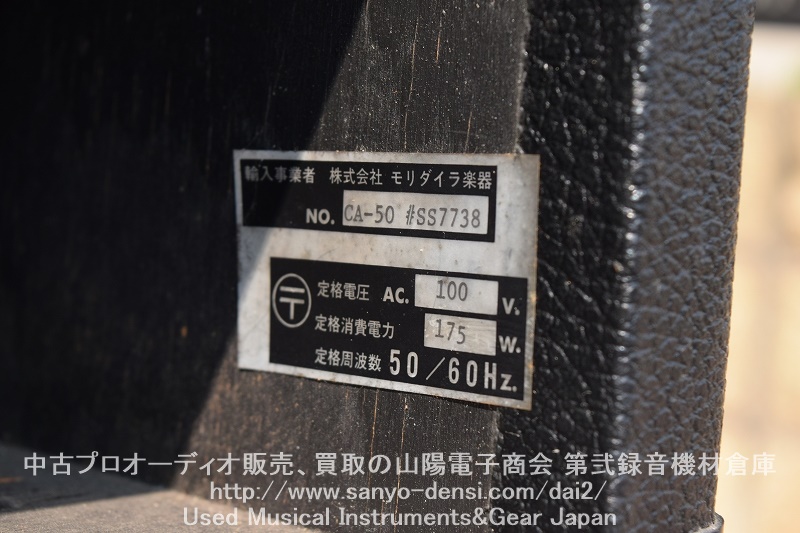 輸入事業者 株式会社 モリダイラ楽器
NO. CA-50 #SS7738
〒 定格電圧 AC. 100 V.
定格消費電力 175 W.
定格周波数 50/60Hz.
中古プロオーディオ販売、買取の山陽電子商会 第弍録音機材倉庫
http://www.sanyo-densi.com/dai2/
Used Musical Instruments&Gear Japan